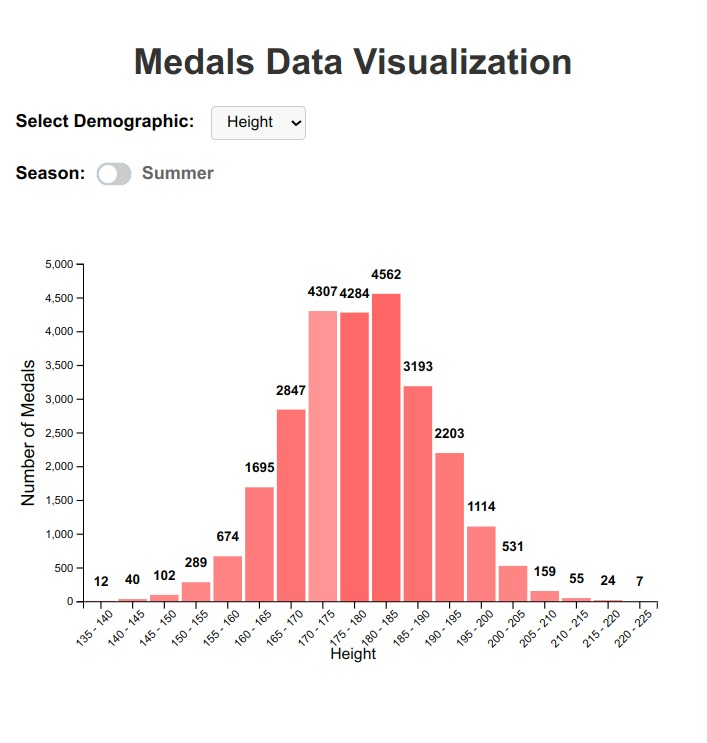 Medals Data Visualization
Select Demographic: Height
Season: Summer
5,000
4,500
4,000
3,500
3,000
2,500
2,000
1,500
1,000
500
0
Number of Medals
12 40 102 289 674 1695 2847 4307 4284 4562 3193 2203 1114 531 159 55 24 7
135 - 140 140 - 145 145 - 150 150 - 155 155 - 160 160 - 165 165 - 170 170 - 175 175 - 180 180 - 185 185 - 190 190 - 195 195 - 200 200 - 205 205 - 210 210 - 215 215 - 220 220 - 225
Height